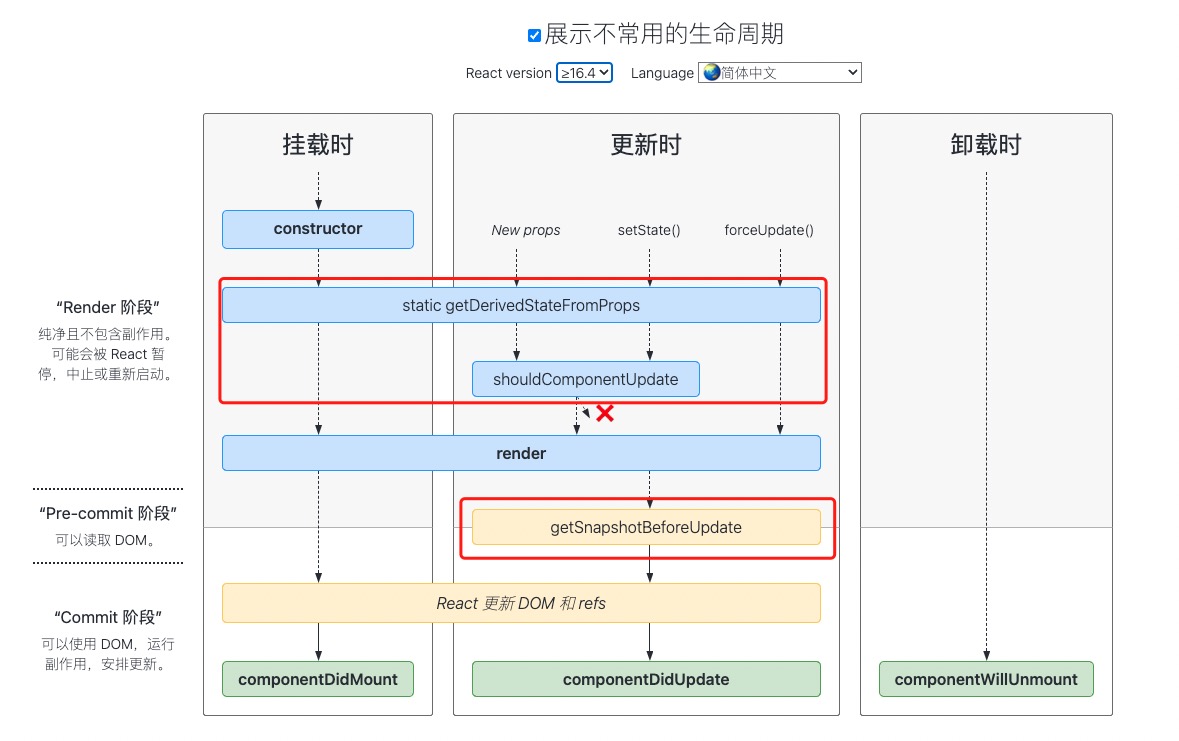 展示不常用的生命周期
React version ≥16.4 Language 简体中文
挂载时
更新时
卸载时
constructor
New props
setState()
forceUpdate()
“Render 阶段”
纯净且不包含副作用。
可能会被 React 暂
停，中止或重新启动。
static getDerivedStateFromProps
shouldComponentUpdate
render
“Pre-commit 阶段”
可以读取 DOM。
getSnapshotBeforeUpdate
“Commit 阶段”
可以使用 DOM，运行
副作用，安排更新。
React 更新 DOM 和 refs
componentDidMount
componentDidUpdate
componentWillUnmount